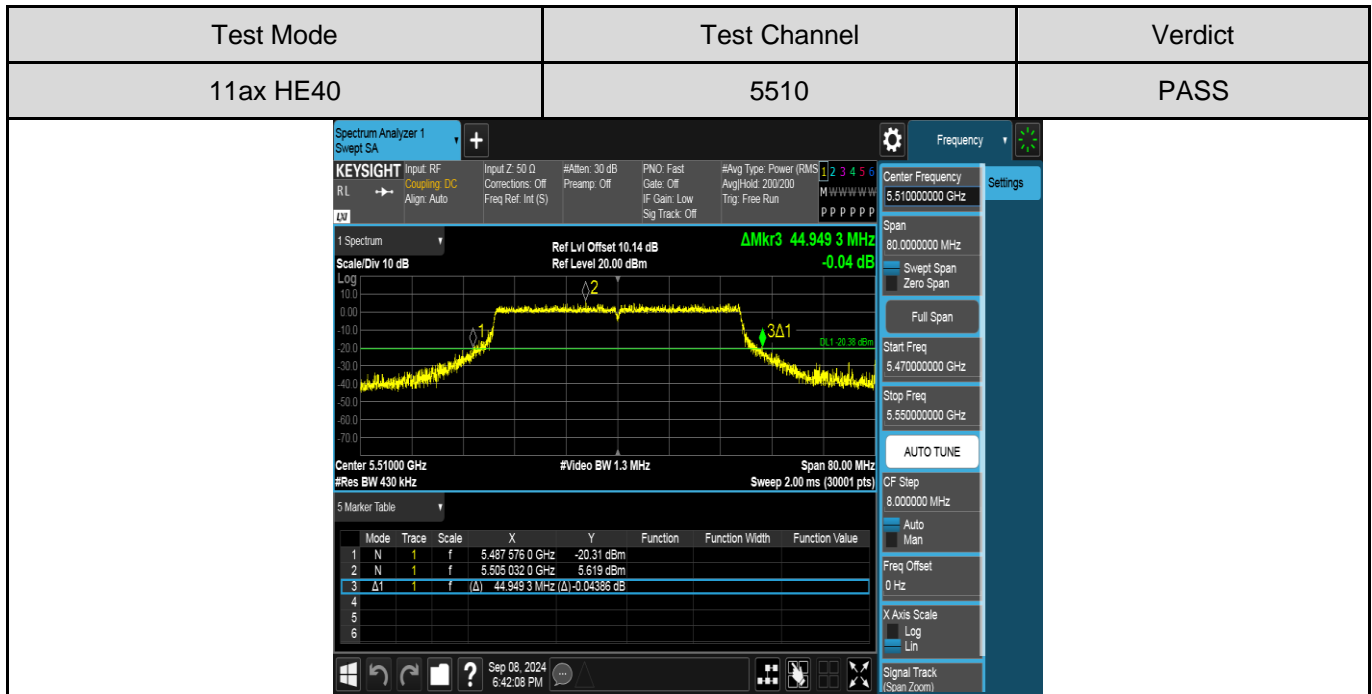 Test Mode Test Channel Verdict
11ax HE40 5510 PASS
Spectrum Analyzer 1
Swept SA
+
Frequency
KEYSIGHT Input: RF Input Z: 50 Ω #Atten: 30 dB PNO: Fast #Avg Type: Power (RMS 1 2 3 4 5 6
R L Coupling: DC Corrections: Off Preamp: Off Gate: Off Avg|Hold: 200/200 M W W W W W
Align: Auto Freq Ref: Int (S) IF Gain: Low Trig: Free Run
LXI Sig Track: Off P P P P P P
Center Frequency
5.510000000 GHz
Settings
Span
80.0000000 MHz
Swept Span
Zero Span
Full Span
Start Freq
5.470000000 GHz
Stop Freq
5.550000000 GHz
AUTO TUNE
CF Step
8.000000 MHz
Auto
Man
Freq Offset
0 Hz
X Axis Scale
Log
Lin
Signal Track
(Span Zoom)
1 Spectrum Ref Lvl Offset 10.14 dB ΔMkr3 44.949 3 MHz
Scale/Div 10 dB Ref Level 20.00 dBm -0.04 dB
Log
10.0
0.00
-10.0
-20.0
-30.0
-40.0
-50.0
-60.0
-70.0
2
1
3Δ1
DL1 -20.38 dBm
Center 5.51000 GHz #Video BW 1.3 MHz Span 80.00 MHz
#Res BW 430 kHz Sweep 2.00 ms (30001 pts)
5 Marker Table
Mode Trace Scale X Y Function Function Width Function Value
1 N 1 f 5.487 576 0 GHz -20.31 dBm
2 N 1 f 5.505 032 0 GHz 5.619 dBm
3 Δ1 1 f (Δ) 44.949 3 MHz (Δ) -0.04386 dB
4
5
6
? Sep 08, 2024
6:42:08 PM